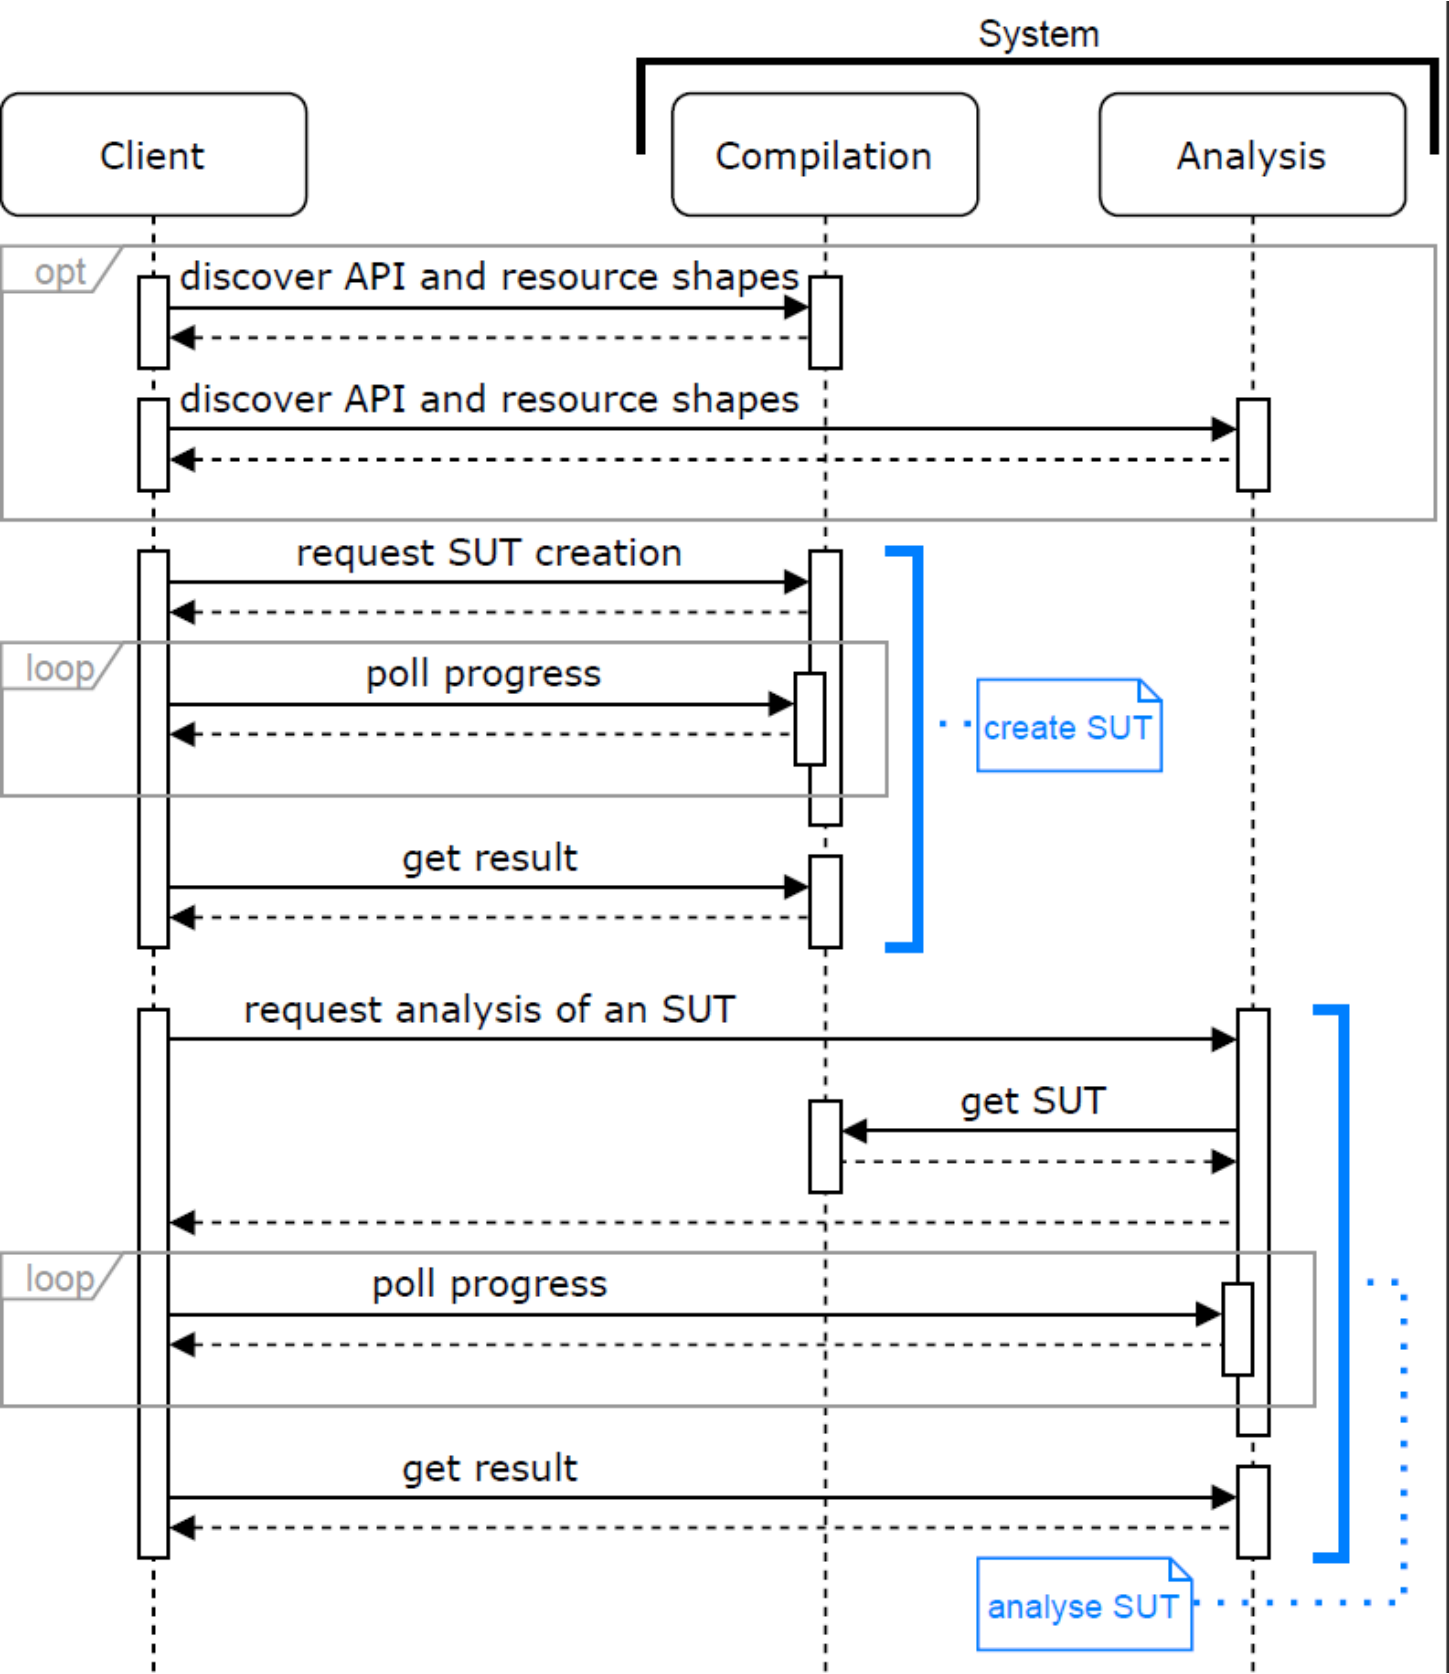 System
Client
Compilation
Analysis
opt
discover API and resource shapes
discover API and resource shapes
request SUT creation
loop
poll progress
create SUT
get result
request analysis of an SUT
get SUT
loop
poll progress
get result
analyse SUT